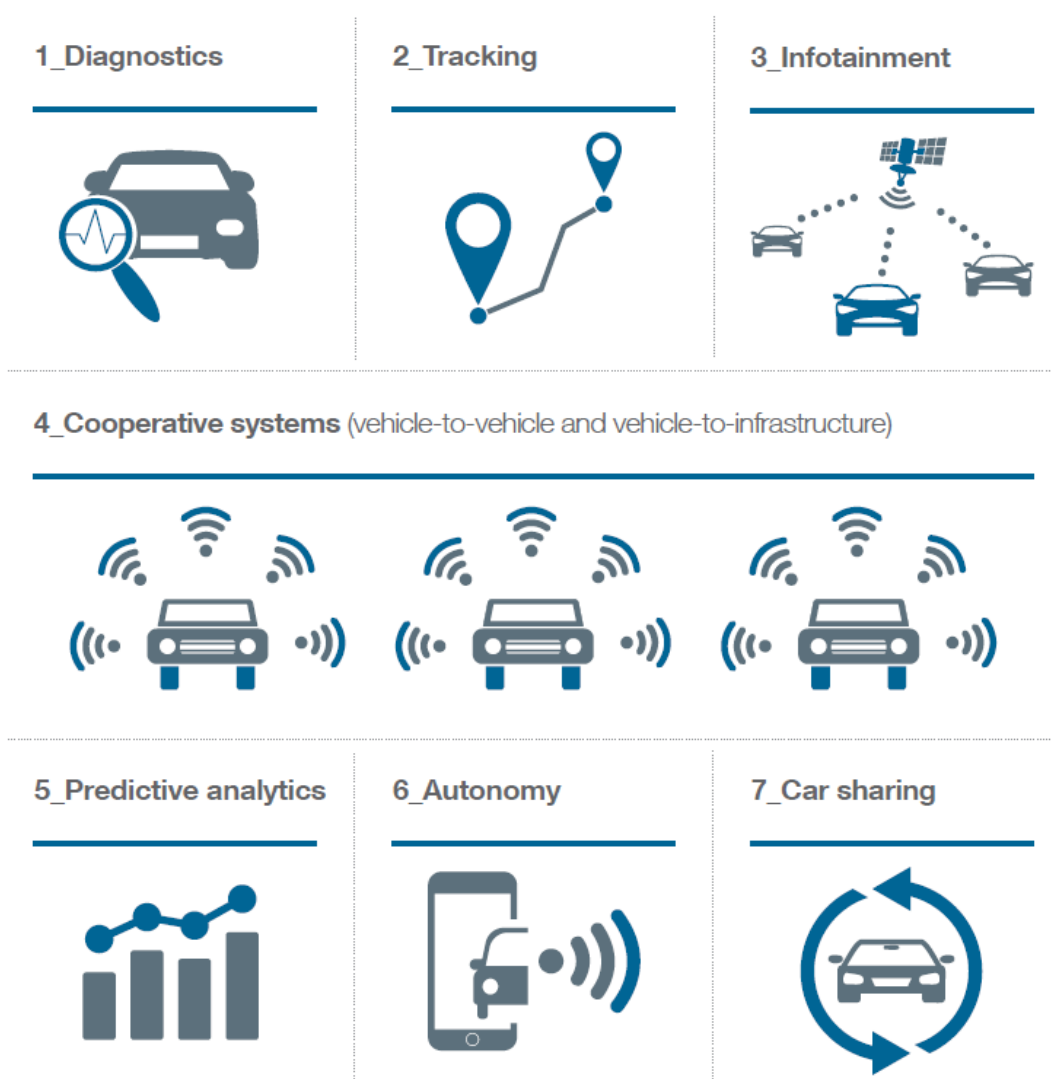 1_Diagnostics
2_Tracking
3_Infotainment
4_Cooperative systems (vehicle-to-vehicle and vehicle-to-infrastructure)
5_Predictive analytics
6_Autonomy
7_Car sharing